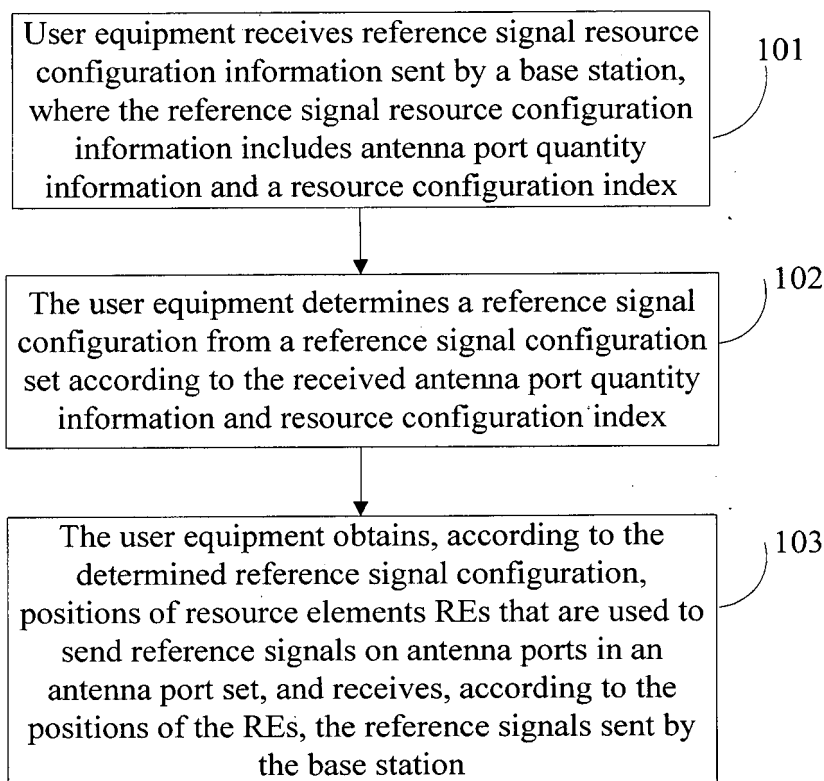 User equipment receives reference signal resource
configuration information sent by a base station,
where the reference signal resource configuration
information includes antenna port quantity
information and a resource configuration index
101
The user equipment determines a reference signal
configuration from a reference signal configuration
set according to the received antenna port quantity
information and resource configuration index
102
The user equipment obtains, according to the
determined reference signal configuration,
positions of resource elements REs that are used to
send reference signals on antenna ports in an
antenna port set, and receives, according to the
positions of the REs, the reference signals sent by
the base station
103